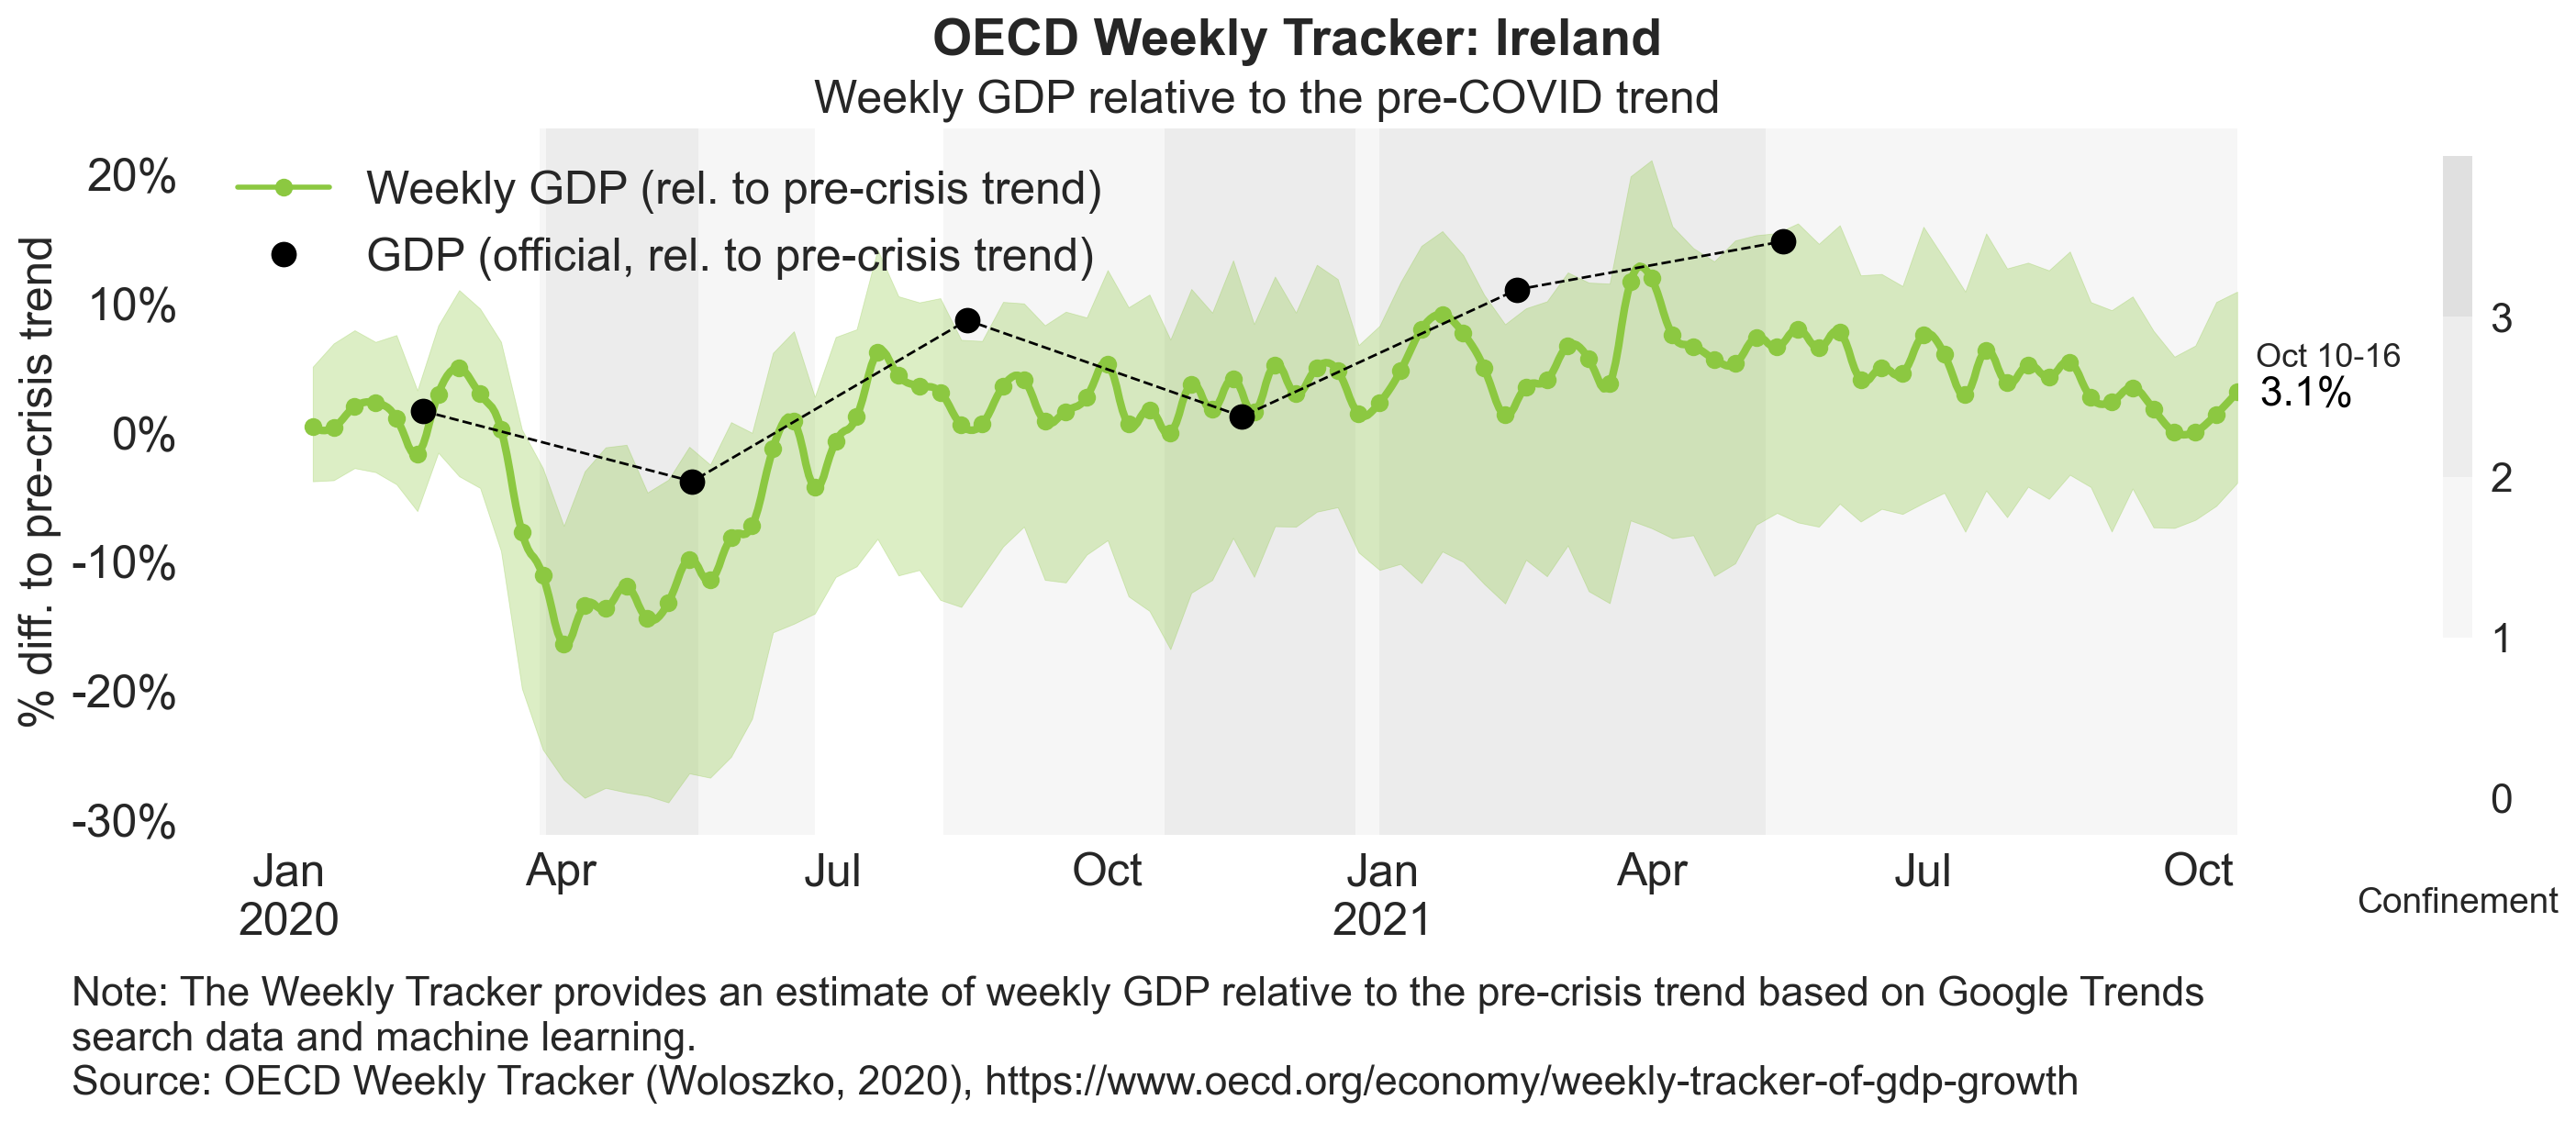 OECD Weekly Tracker: Ireland
Weekly GDP relative to the pre-COVID trend
% diff. to pre-crisis trend
20%
10%
0%
-10%
-20%
-30%
Weekly GDP (rel. to pre-crisis trend)
GDP (official, rel. to pre-crisis trend)
Oct 10-16
3.1%
3
2
1
0
Confinement
Jan Apr Jul Oct Jan Apr Jul Oct
2020 2021
Note: The Weekly Tracker provides an estimate of weekly GDP relative to the pre-crisis trend based on Google Trends
search data and machine learning.
Source: OECD Weekly Tracker (Woloszko, 2020), https://www.oecd.org/economy/weekly-tracker-of-gdp-growth